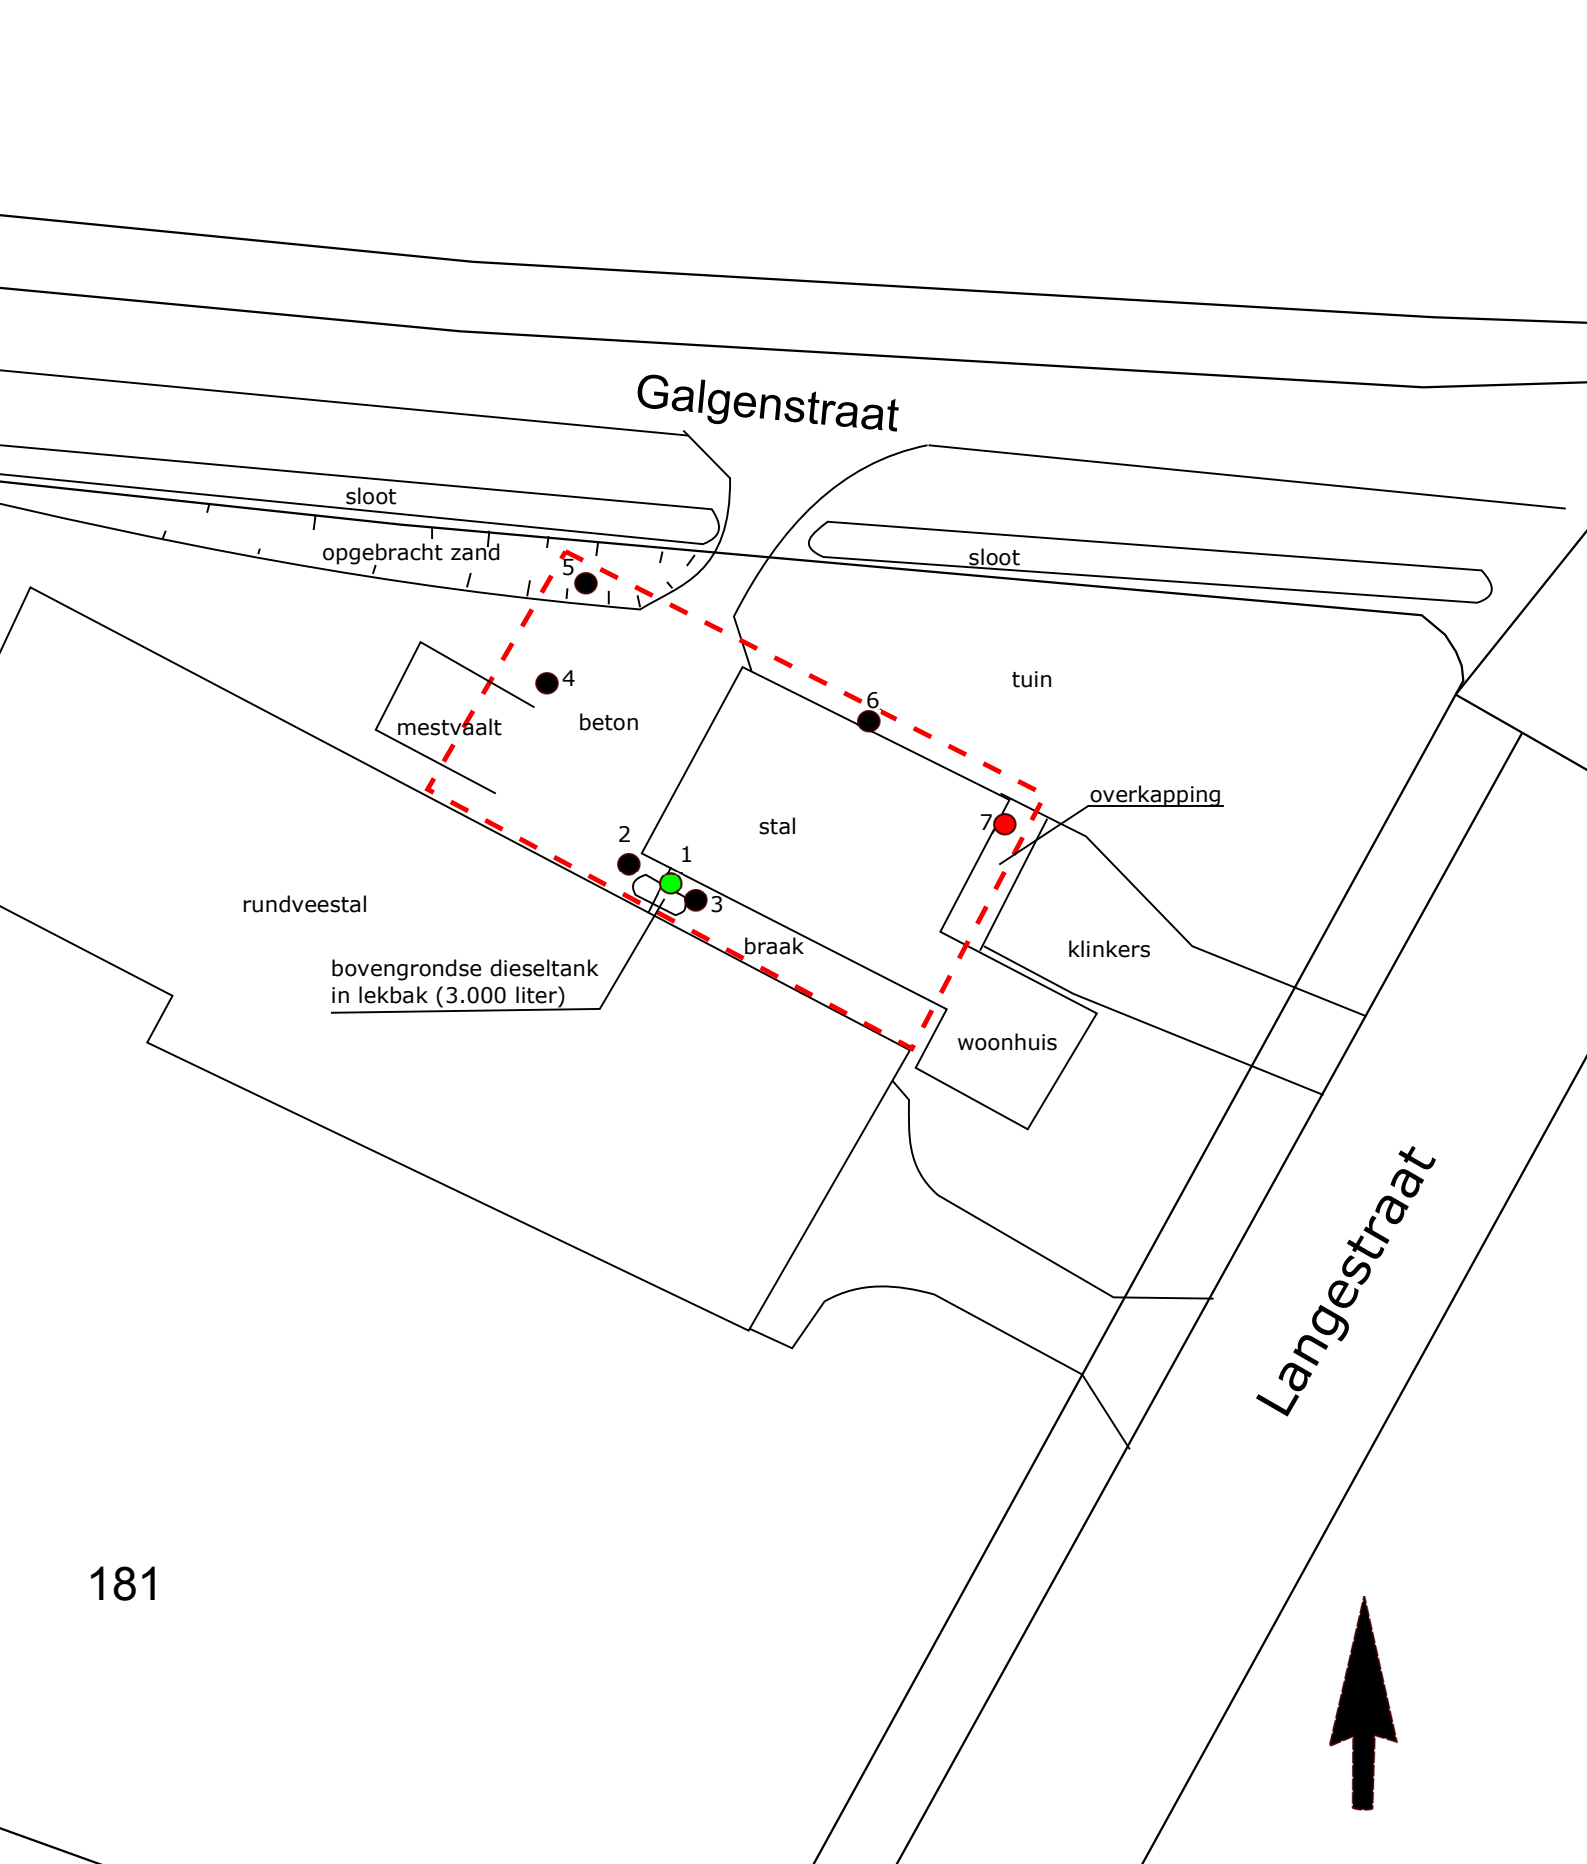 Galgenstraat
sloot
opgebracht zand
sloot
5
4
tuin
6
mestvaalt
beton
overkapping
7
stal
2
1
3
rundveestal
braak
klinkers
bovengrondse dieseltank
in lekbak (3.000 liter)
woonhuis
Langestraat
181